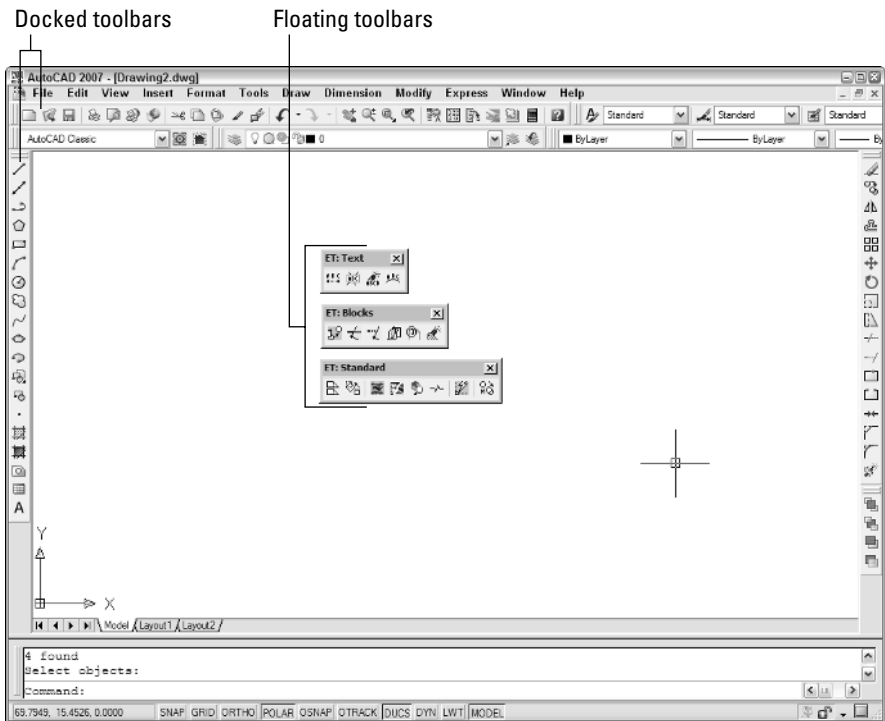 Docked toolbars
Floating toolbars
AutoCAD 2007 - [Drawing2.dwg]
File Edit View Insert Format Tools Draw Dimension Modify Express Window Help
Standard Standard Standard
AutoCAD Classic 0 ByLayer ByLayer
ET: Text
ET: Blocks
ET: Standard
A
Y
X
Model Layout1 Layout2
4 found
Select objects:
Command:
69.7949, 15.4526, 0.0000 SNAP GRID ORTHO POLAR OSNAP OTRACK DUCS DYN LWT MODEL